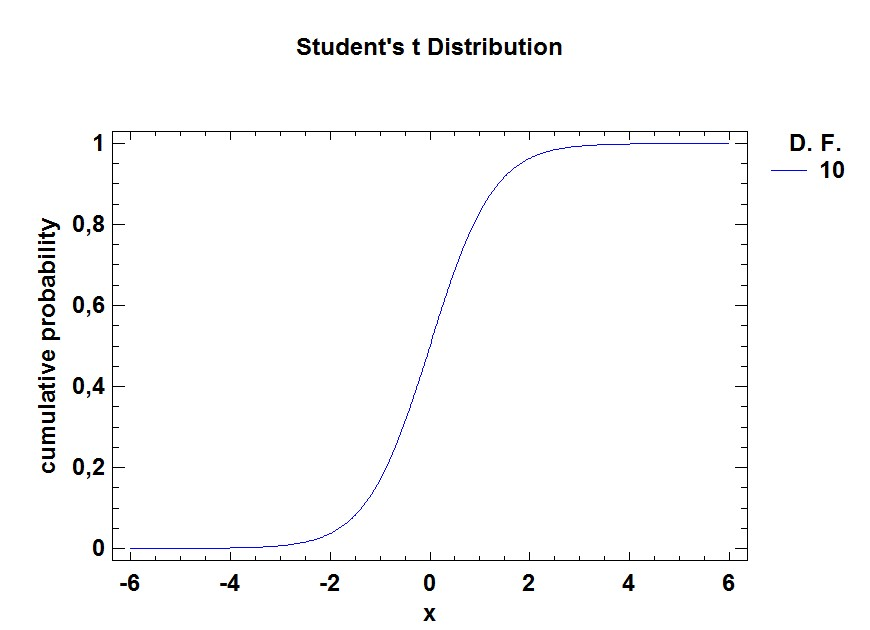 Student's t Distribution
D. F.
10
cumulative probability
1
0,8
0,6
0,4
0,2
0
-6 -4 -2 0 2 4 6
x